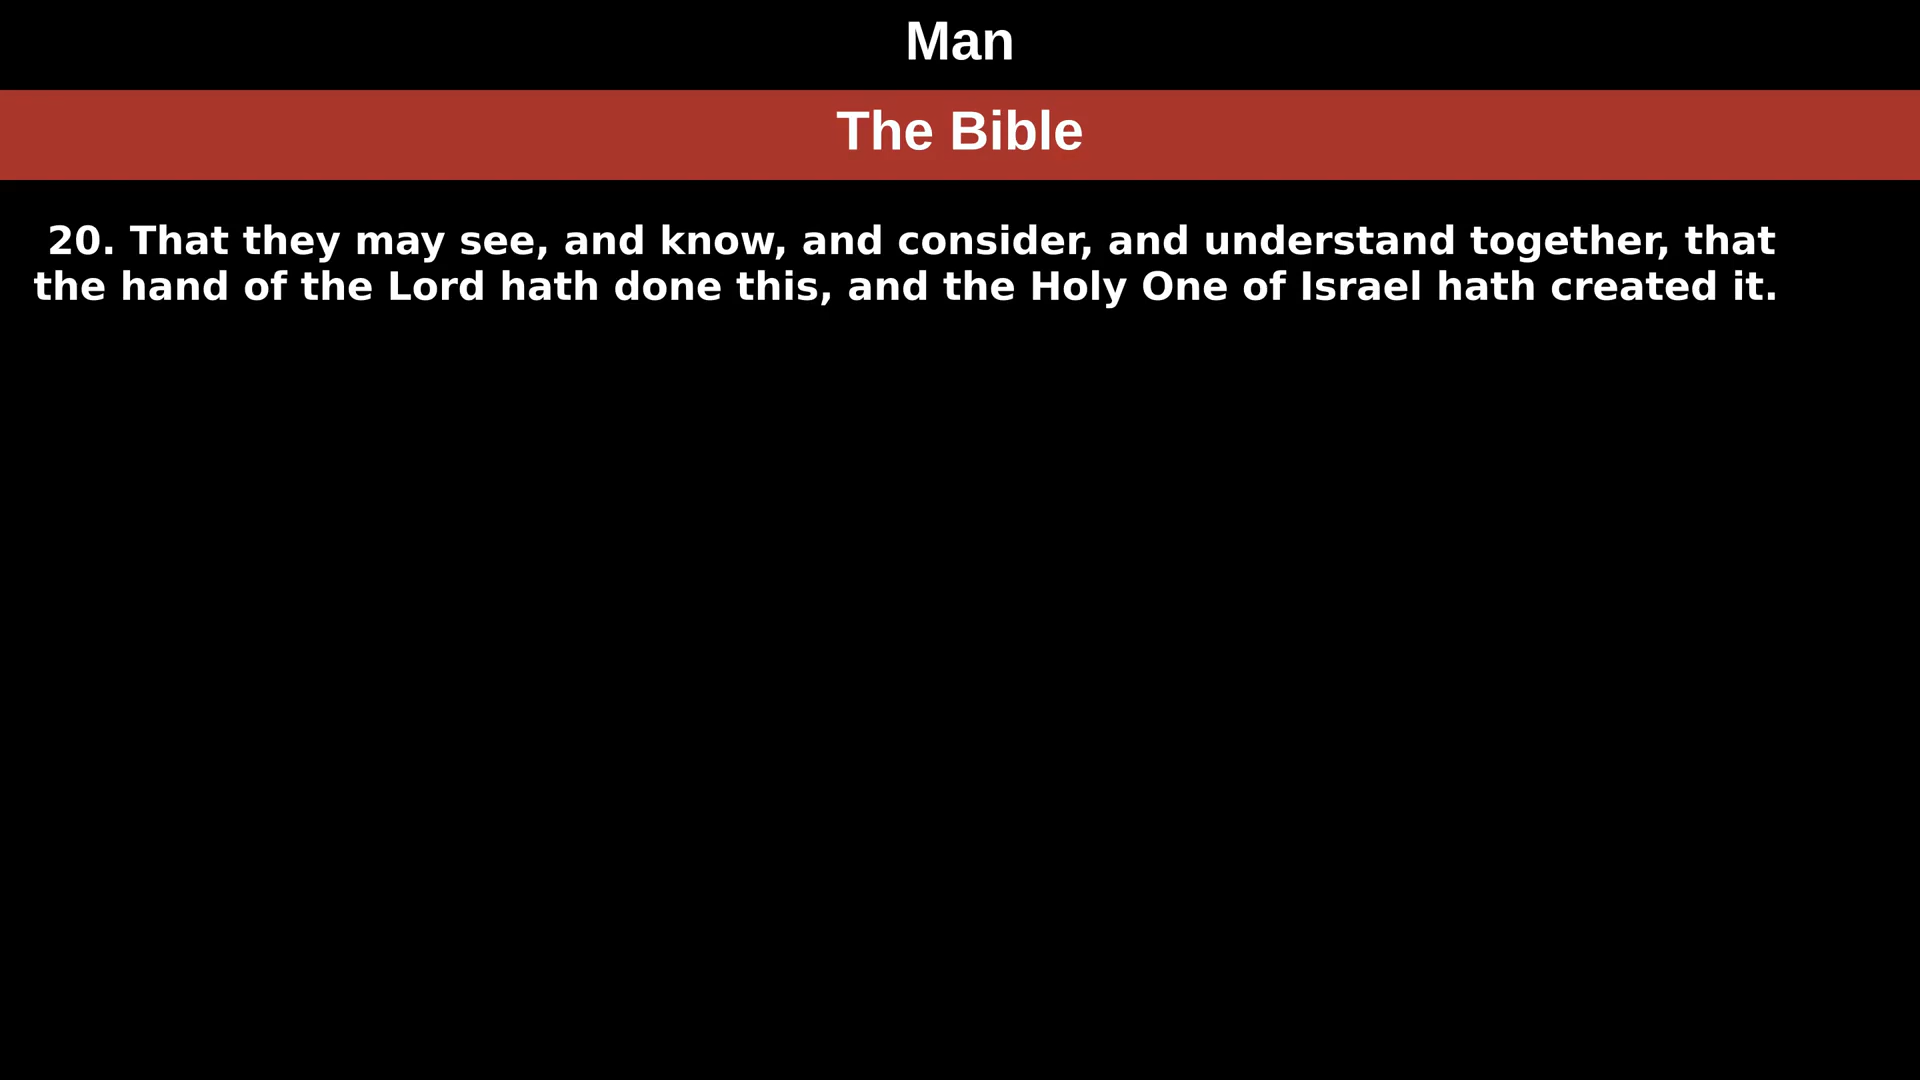 Man
The Bible
20. That they may see, and know, and consider, and understand together, that
the hand of the Lord hath done this, and the Holy One of Israel hath created it.